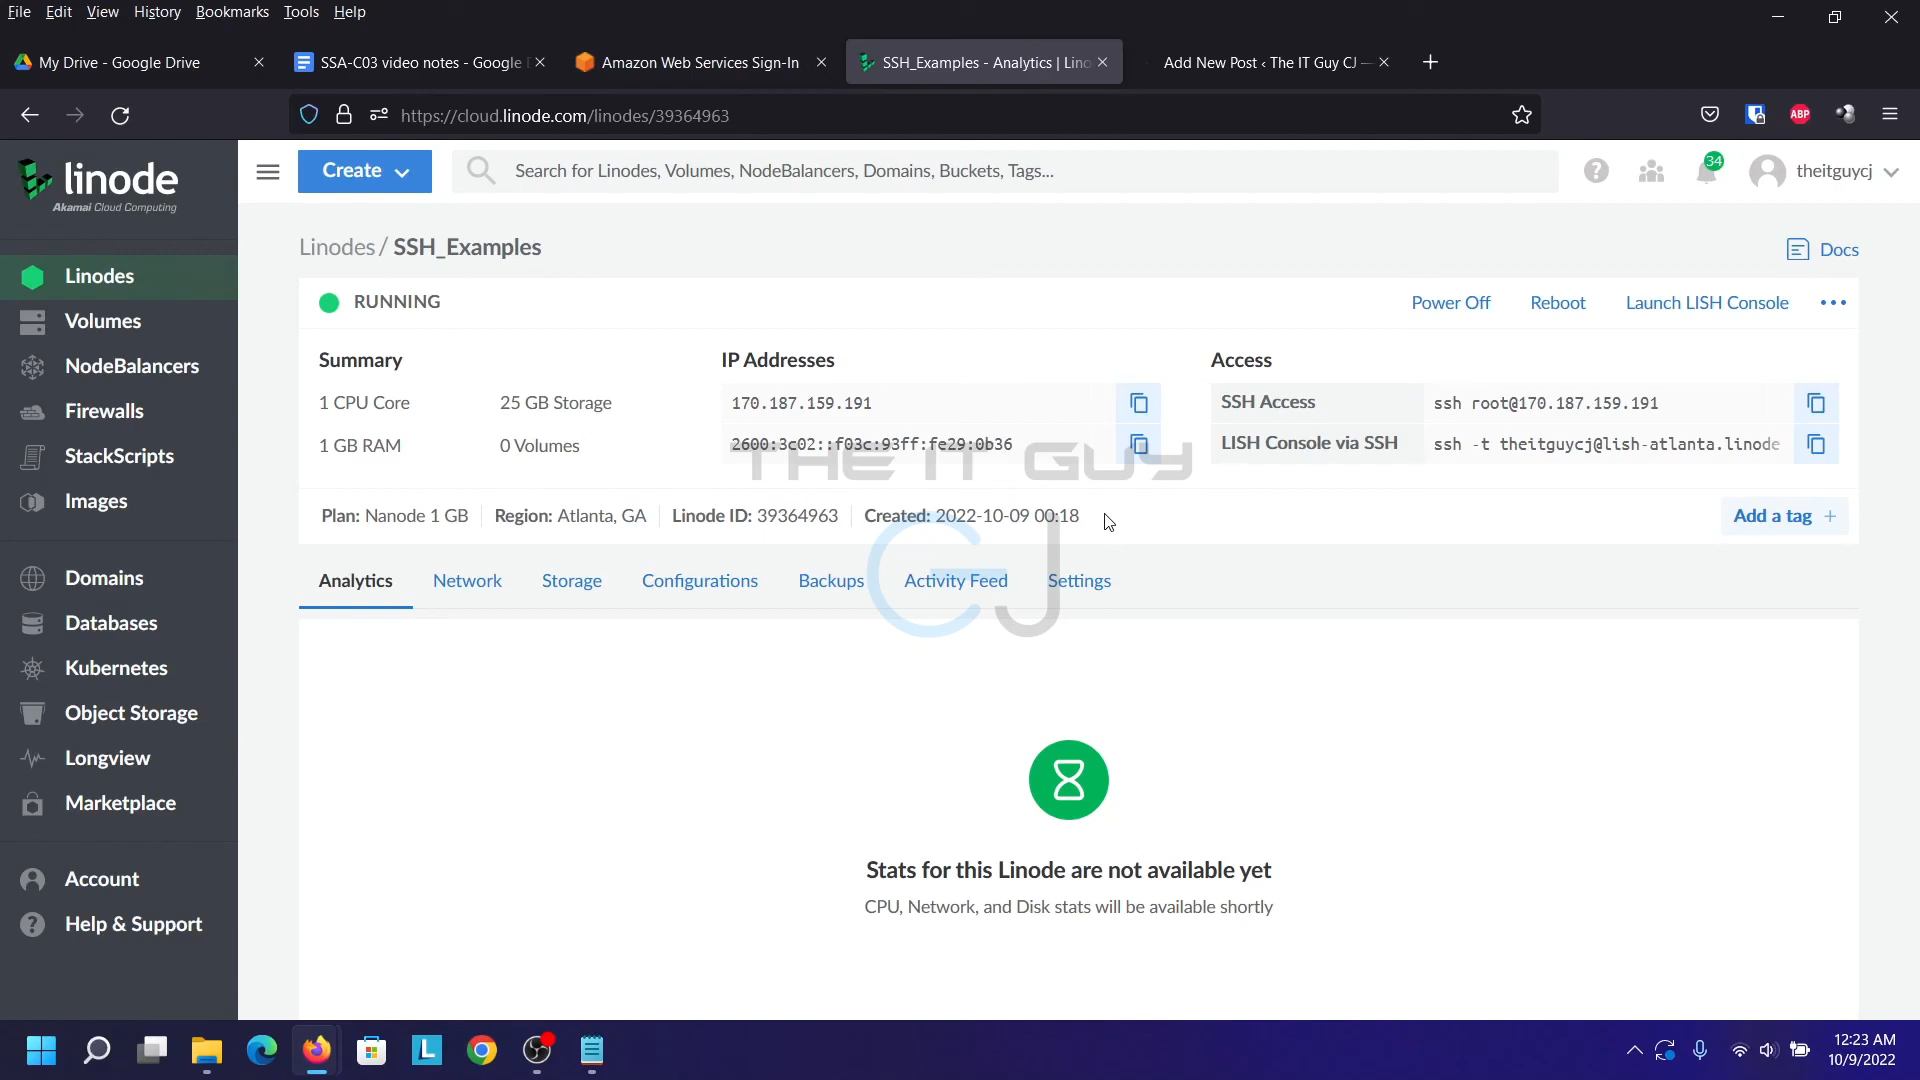 File Edit View History Bookmarks Tools Help
My Drive - Google Drive
SSA-C03 video notes - Google
Amazon Web Services Sign-In
SSH_Examples - Analytics | Lino
Add New Post ‹ The IT Guy CJ —
https://cloud.linode.com/linodes/39364963
ABP
linode
Akamai Cloud Computing
Create
Search for Linodes, Volumes, NodeBalancers, Domains, Buckets, Tags...
34
theitguycj
Linodes
Volumes
NodeBalancers
Firewalls
StackScripts
Images
Domains
Databases
Kubernetes
Object Storage
Longview
Marketplace
Account
Help & Support
Linodes / SSH_Examples
Docs
RUNNING
Power Off
Reboot
Launch LISH Console
Summary
1 CPU Core
25 GB Storage
1 GB RAM
0 Volumes
IP Addresses
170.187.159.191
2600:3c02::f03c:93ff:fe29:0b36
Access
SSH Access
ssh root@170.187.159.191
LISH Console via SSH
ssh -t theitguycj@lish-atlanta.linode
THE IT GUY
CJ
Plan: Nanode 1 GB
Region: Atlanta, GA
Linode ID: 39364963
Created: 2022-10-09 00:18
Add a tag +
Analytics
Network
Storage
Configurations
Backups
Activity Feed
Settings
Stats for this Linode are not available yet
CPU, Network, and Disk stats will be available shortly
L
12:23 AM
10/9/2022